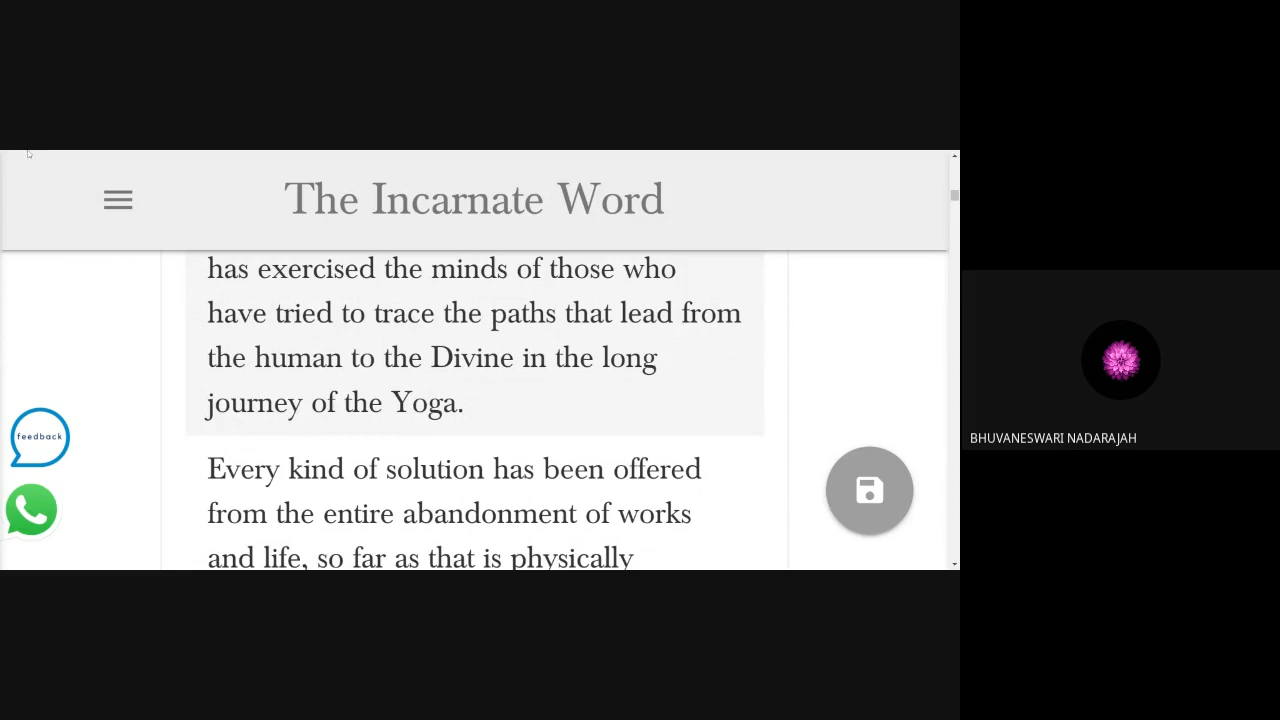 The Incarnate Word
has exercised the minds of those who
have tried to trace the paths that lead from
the human to the Divine in the long
journey of the Yoga.
Every kind of solution has been offered
from the entire abandonment of works
and life, so far as that is physically
feedback
BHUVANESWARI NADARAJAH